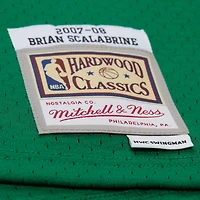 2007-08
BRIAN SCALABRINE
HARDWOOD
NBA
CLASSICS
NOSTALGIA CO.
Mitchell & Ness
PHILADELPHIA, PA.
HWC SWINGMAN